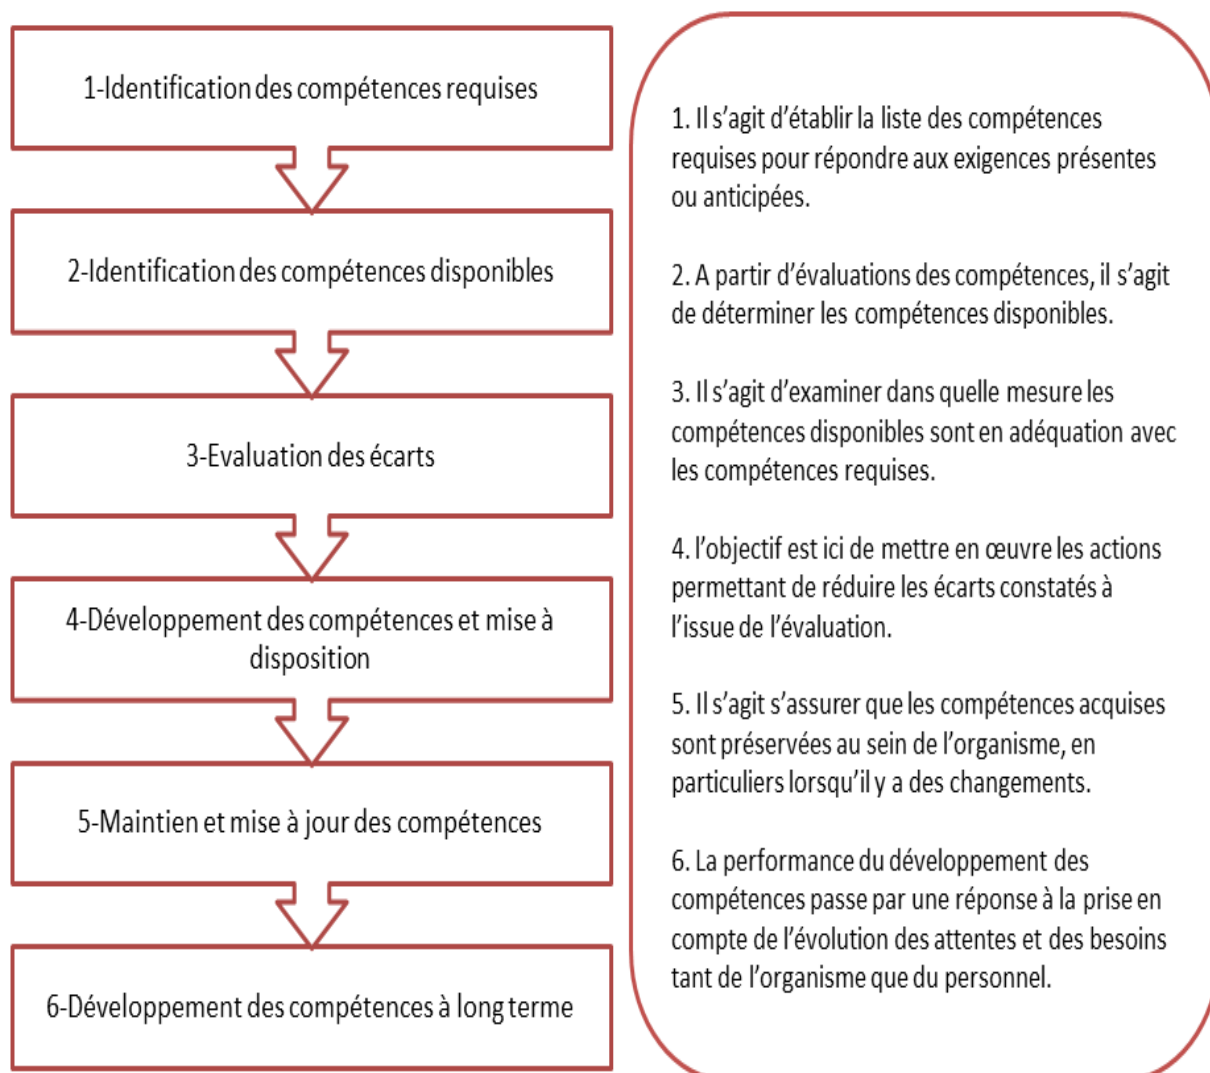 1-Identification des compétences requises
2-Identification des compétences disponibles
3-Evaluation des écarts
4-Développement des compétences et mise à
disposition
5-Maintien et mise à jour des compétences
6-Développement des compétences à long terme
1. Il s’agit d’établir la liste des compétences
requises pour répondre aux exigences présentes
ou anticipées.
2. A partir d’évaluations des compétences, il s’agit
de déterminer les compétences disponibles.
3. Il s’agit d’examiner dans quelle mesure les
compétences disponibles sont en adéquation avec
les compétences requises.
4. l’objectif est ici de mettre en œuvre les actions
permettant de réduire les écarts constatés à
l’issue de l’évaluation.
5. Il s’agit s’assurer que les compétences acquises
sont préservées au sein de l’organisme, en
particuliers lorsqu’il y a des changements.
6. La performance du développement des
compétences passe par une réponse à la prise en
compte de l’évolution des attentes et des besoins
tant de l’organisme que du personnel.